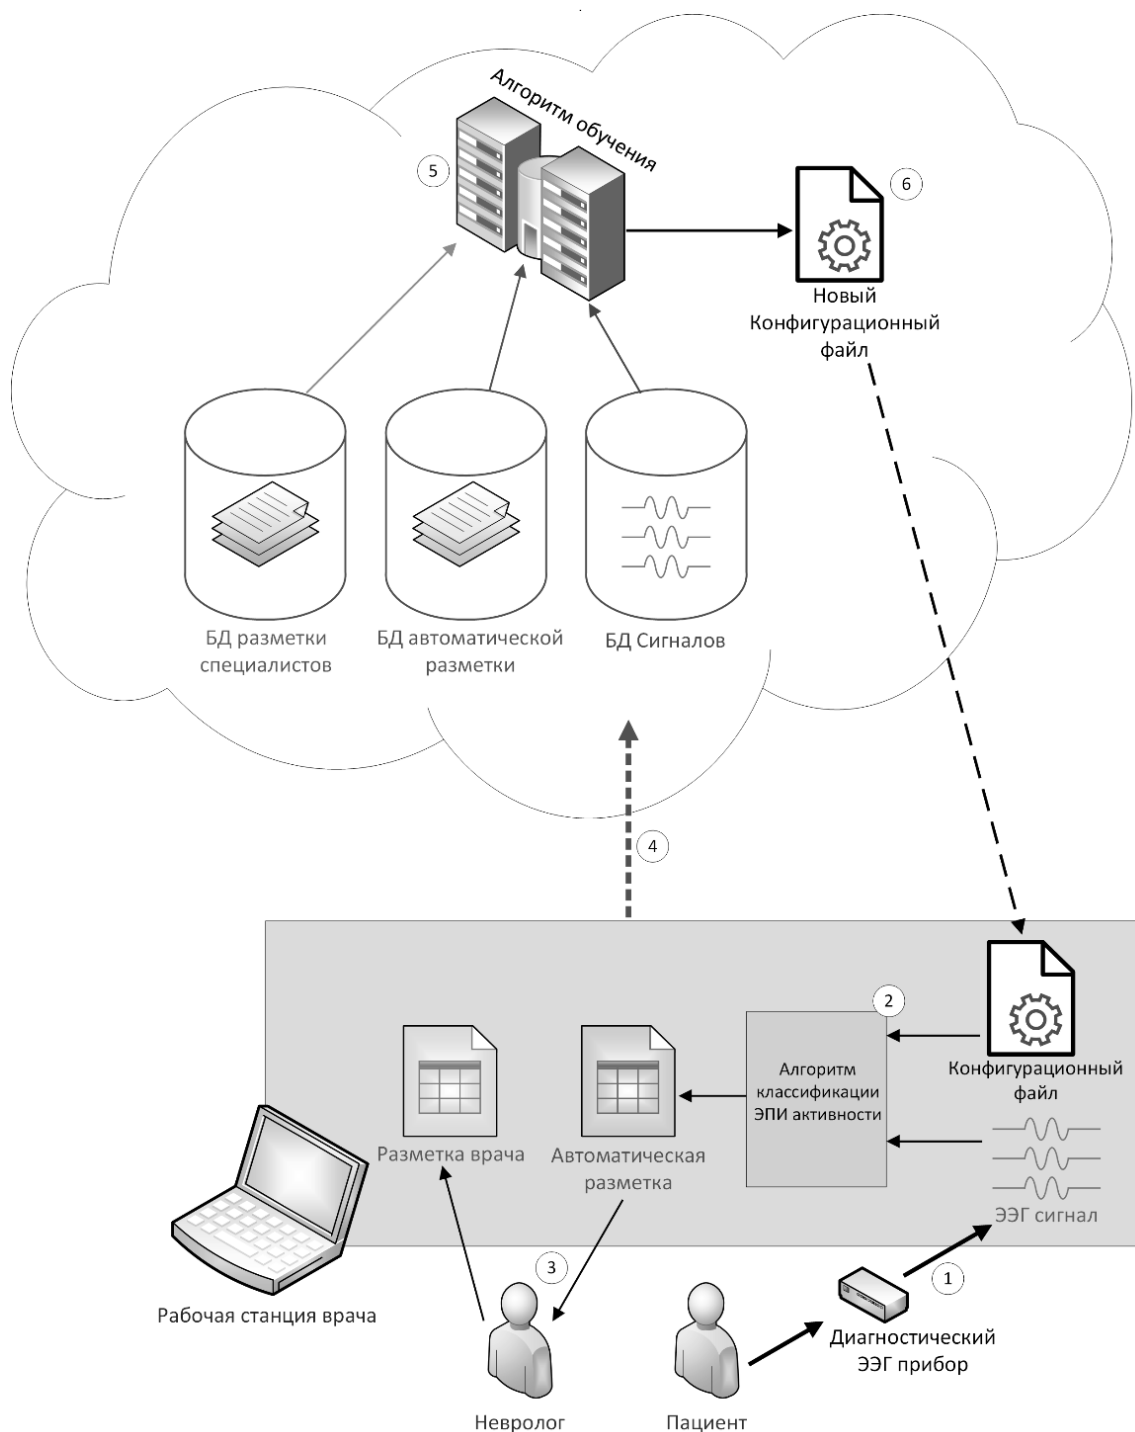 Алгоритм обучения
5
6
Новый
Конфигурационный
файл
БД разметки
специалистов
БД автоматической
разметки
БД Сигналов
4
2
Алгоритм
классификации
ЭПИ активности
Конфигурационный
файл
Разметка врача
Автоматическая
разметка
ЭЭГ сигнал
3
1
Рабочая станция врача
Диагностический
ЭЭГ прибор
Невролог
Пациент